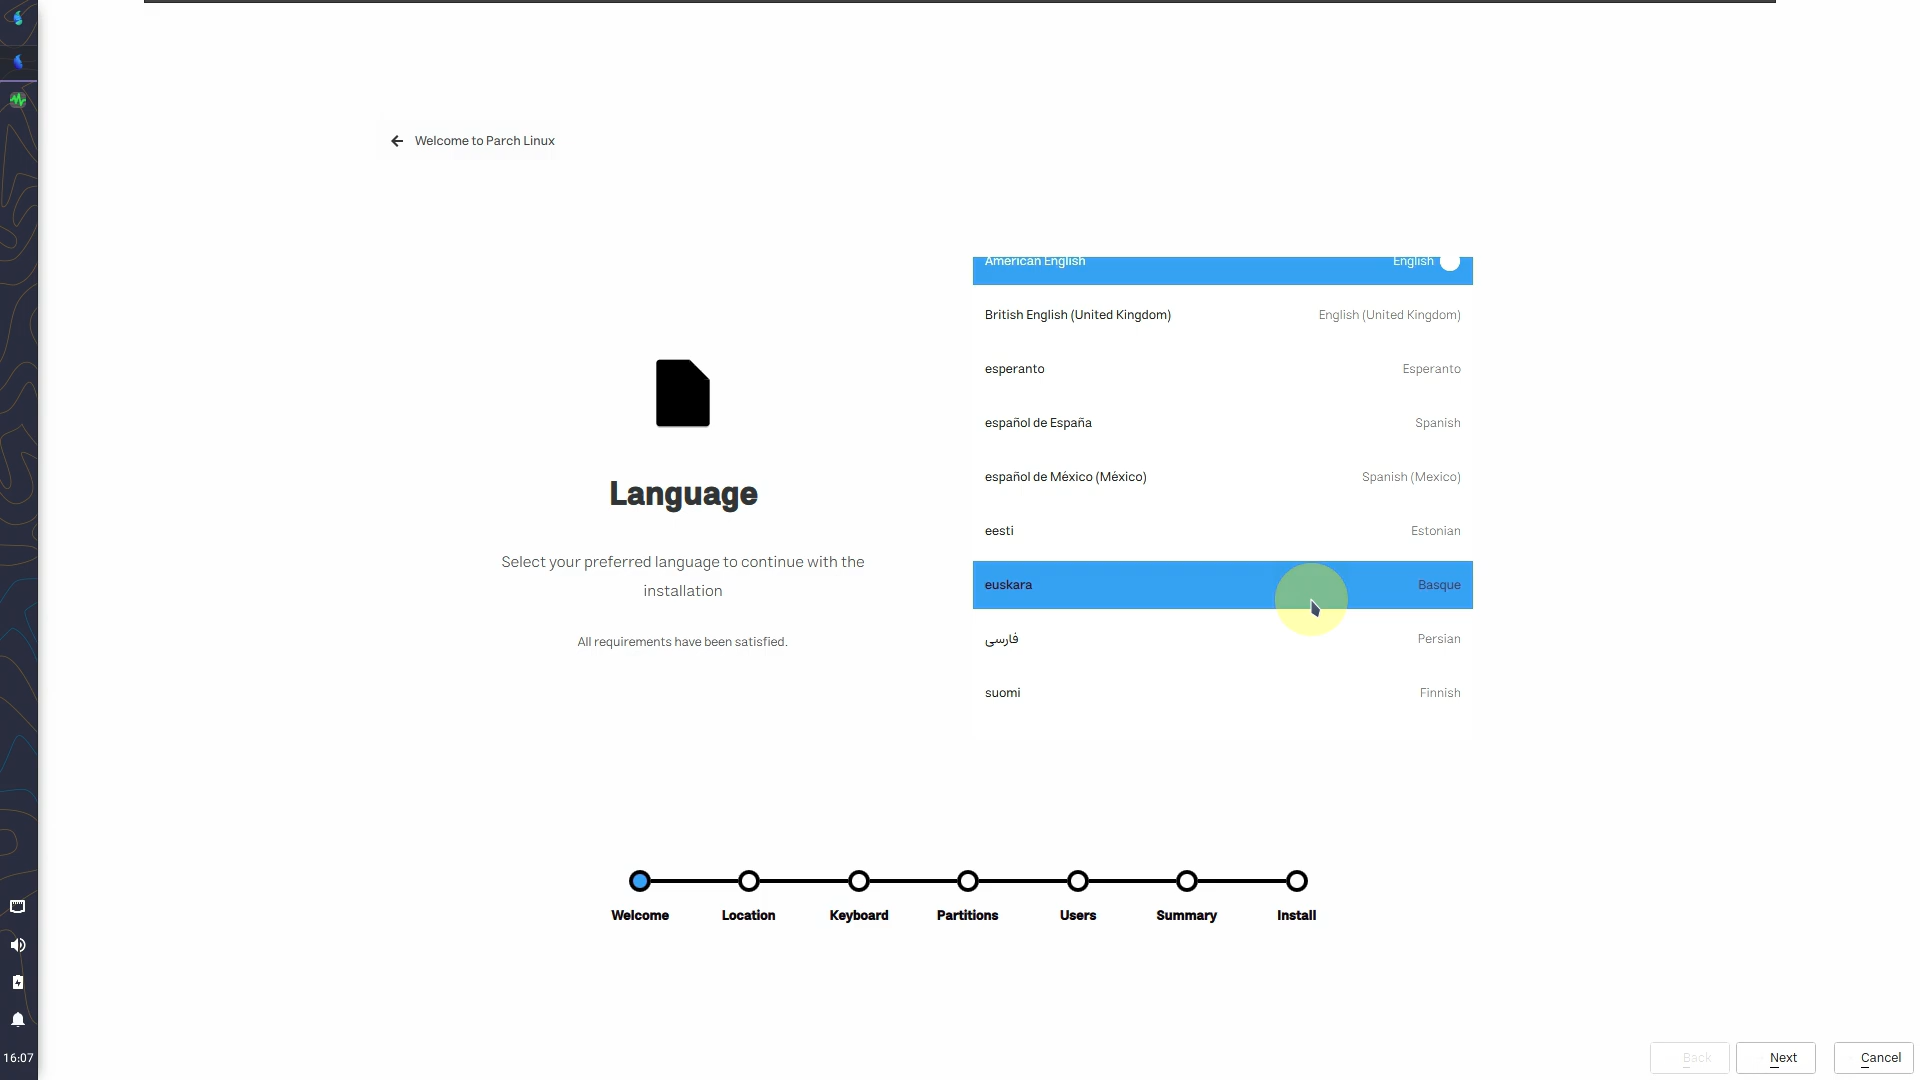 Welcome to Parch Linux
American English English
British English (United Kingdom) English (United Kingdom)
esperanto Esperanto
español de España Spanish
español de México (México) Spanish (Mexico)
eesti Estonian
euskara Basque
فارسی Persian
suomi Finnish
Language
Select your preferred language to continue with the
installation
All requirements have been satisfied.
Welcome Location Keyboard Partitions Users Summary Install
16:07
Back Next Cancel